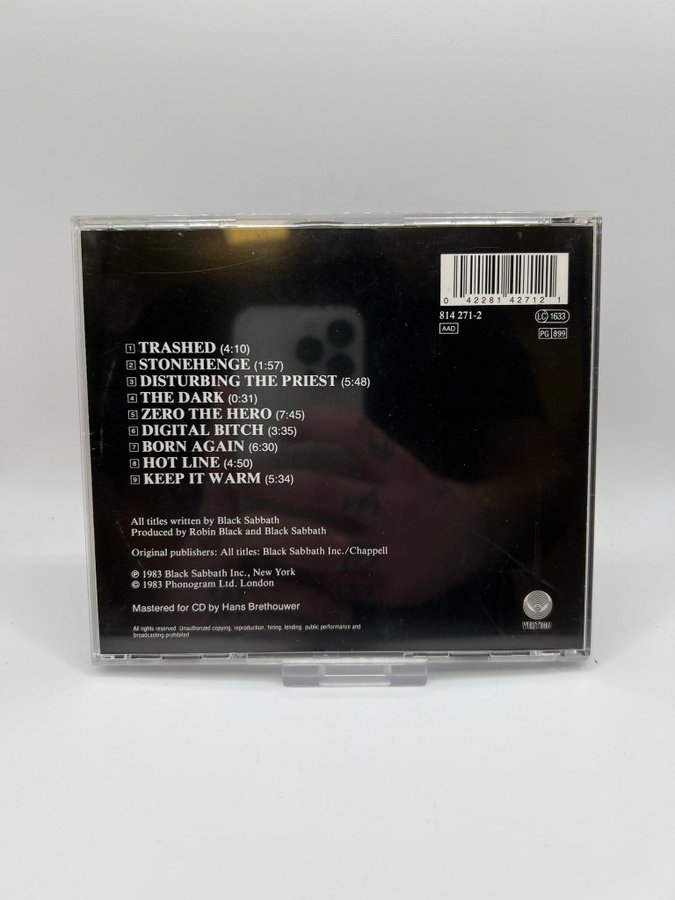 0 42281 42712 1
814 271-2
LC 1633
AAD
PG 899
1 TRASHED (4:10)
2 STONEHENGE (1:57)
3 DISTURBING THE PRIEST (5:48)
4 THE DARK (0:31)
5 ZERO THE HERO (7:45)
6 DIGITAL BITCH (3:35)
7 BORN AGAIN (6:30)
8 HOT LINE (4:50)
9 KEEP IT WARM (5:34)
All titles written by Black Sabbath
Produced by Robin Black and Black Sabbath
Original publishers: All titles: Black Sabbath Inc./Chappell
℗ 1983 Black Sabbath Inc., New York
© 1983 Phonogram Ltd. London
Mastered for CD by Hans Brethouwer
All rights reserved. Unauthorized copying, reproduction, hiring, lending, public performance and
broadcasting prohibited
VERTIGO